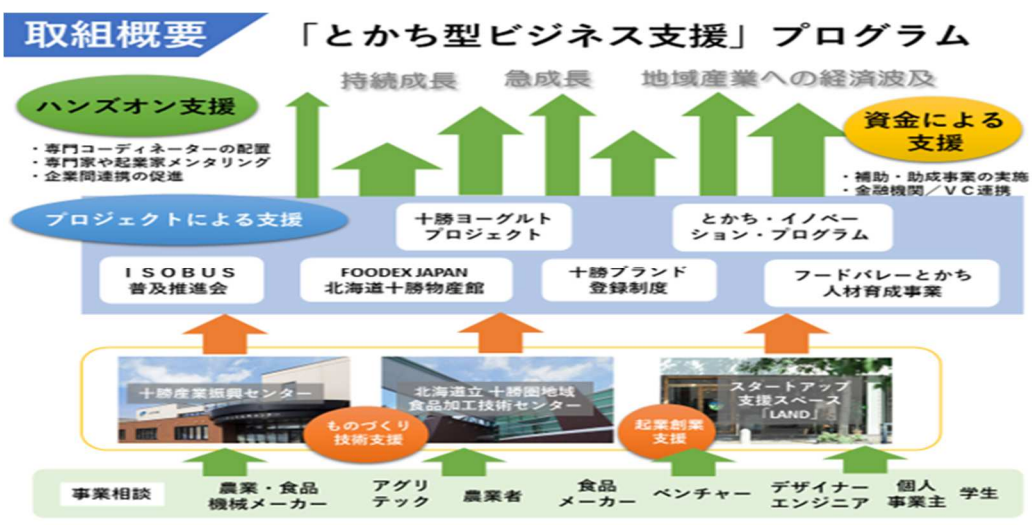 取組概要
「とかち型ビジネス支援」プログラム
持続成長
急成長
地域産業への経済波及
ハンズオン支援
・専門コーディネーターの配置
・専門家や起業家メンタリング
・企業間連携の促進
資金による
支援
・補助・助成事業の実施
・金融機関／ＶＣ連携
プロジェクトによる支援
十勝ヨーグルト
プロジェクト
とかち・イノベー
ション・プログラム
ＩＳＯＢＵＳ
普及推進会
FOODEX JAPAN
北海道十勝物産館
十勝ブランド
登録制度
フードバレーとかち
人材育成事業
十勝産業振興センター
北海道立 十勝圏地域
食品加工技術センター
スタートアップ
支援スペース
「LAND」
ものづくり
技術支援
起業創業
支援
事業相談
農業・食品
機械メーカー
アグリ
テック
農業者
食品
メーカー
ベンチャー
デザイナー
エンジニア
個人
事業主
学生